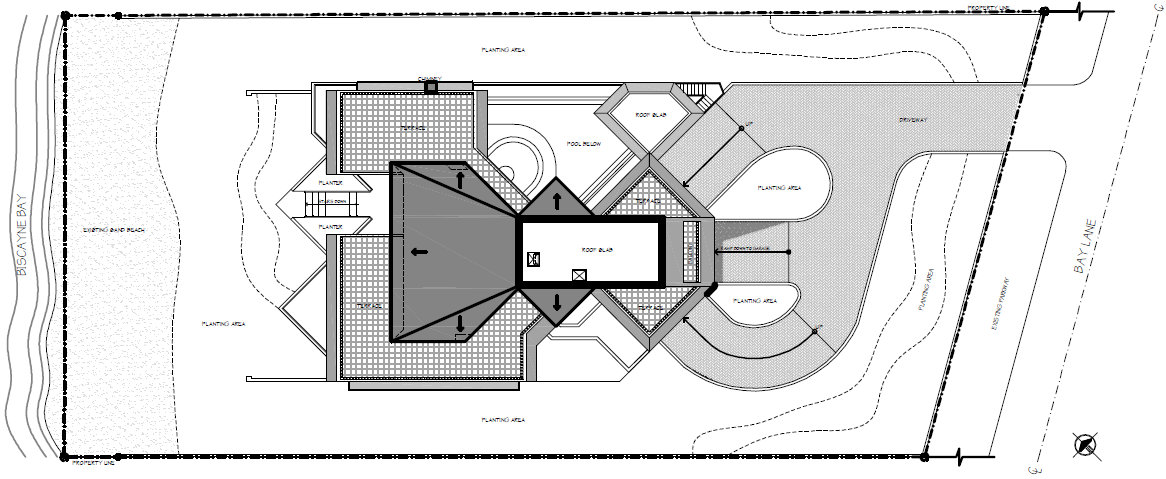 PROPERTY LINE
PLANTING AREA
CHIMNEY
TERRACE
ROOF SLAB
UP
DRIVEWAY
POOL BELOW
PLANTER
PLANTING AREA
STAIR DOWN
TERRACE
PLANTER
EXISTING SAND BEACH
BISCAYNE BAY
ROOF SLAB
RAMP DOWN TO GARAGE
BAY LANE
TERRACE
TERRACE
PLANTING AREA
PLANTING AREA
PLANTING AREA
EXISTING PARKWAY
UP
PLANTING AREA
PROPERTY LINE